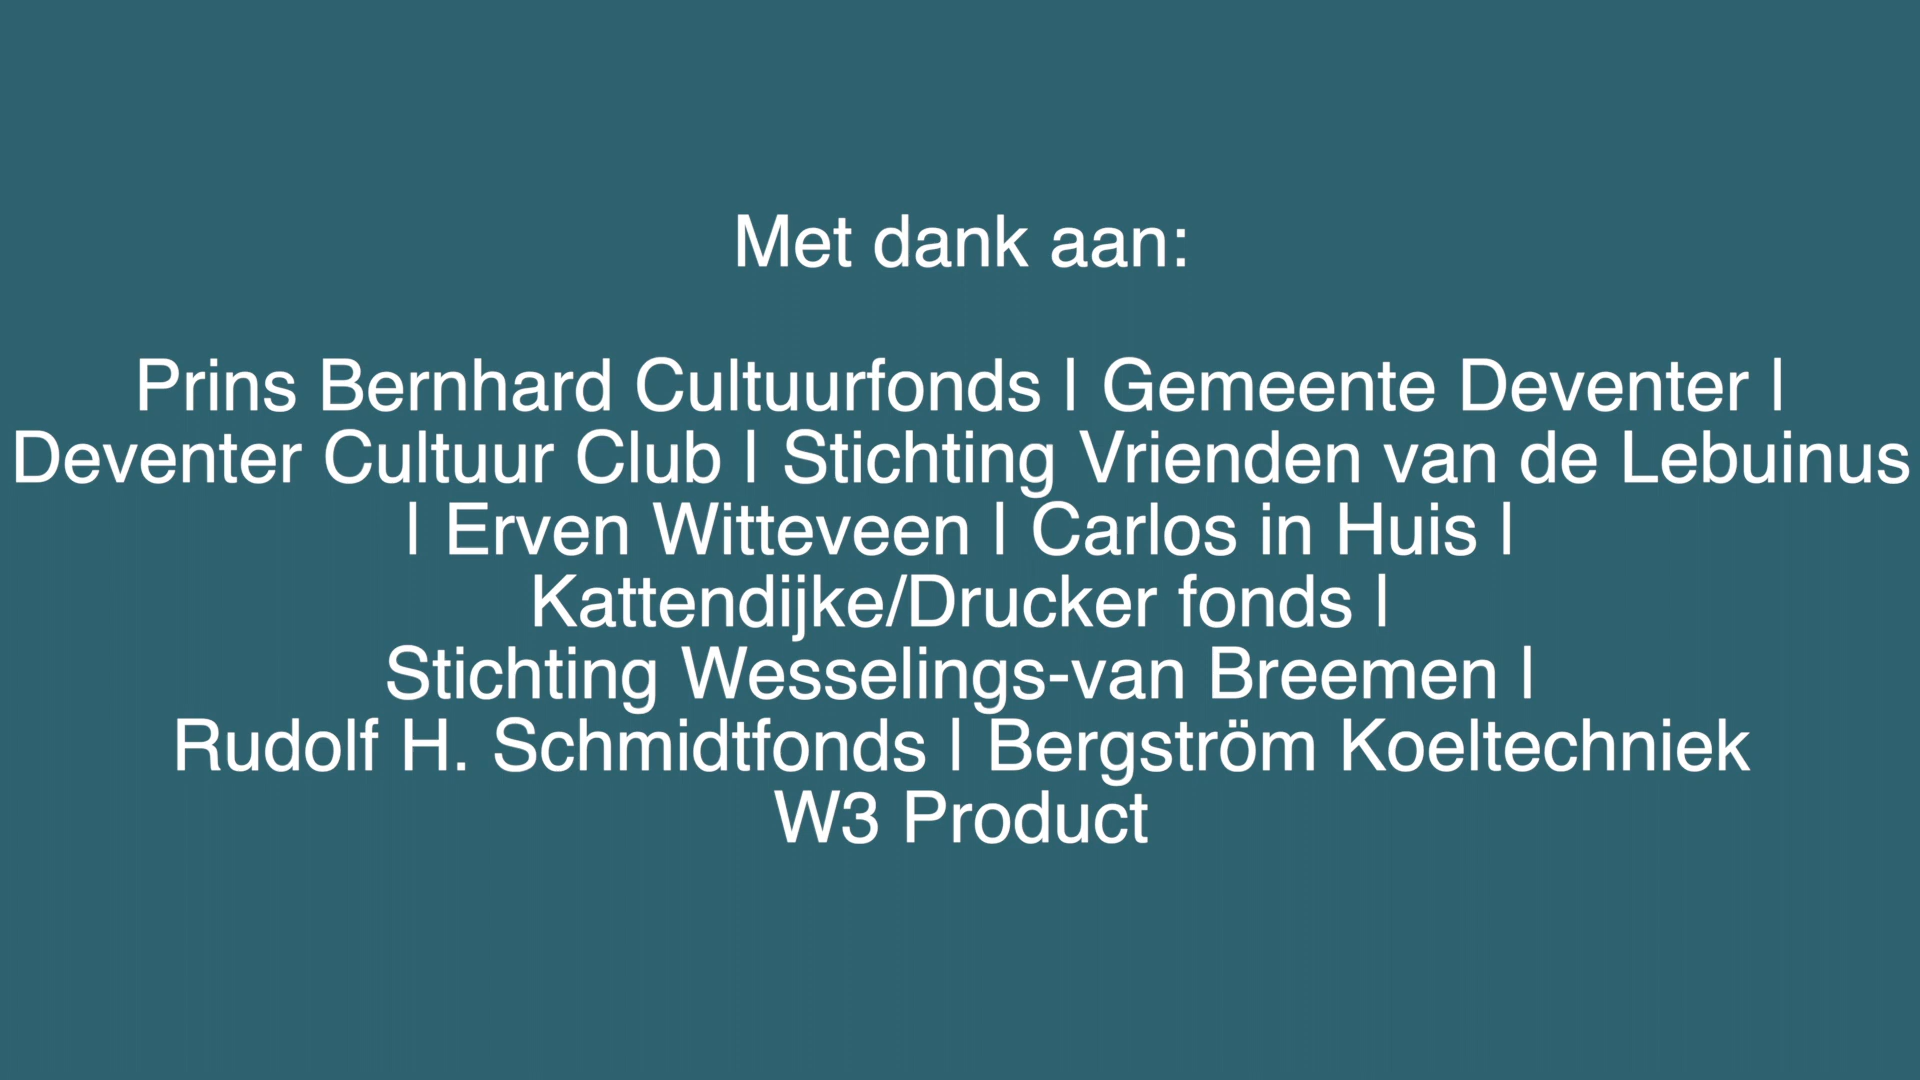 Met dank aan:
Prins Bernhard Cultuurfonds | Gemeente Deventer |
Deventer Cultuur Club | Stichting Vrienden van de Lebuinus
| Erven Witteveen | Carlos in Huis |
Kattendijke/Drucker fonds |
Stichting Wesselings-van Breemen |
Rudolf H. Schmidtfonds | Bergström Koeltechniek
W3 Product